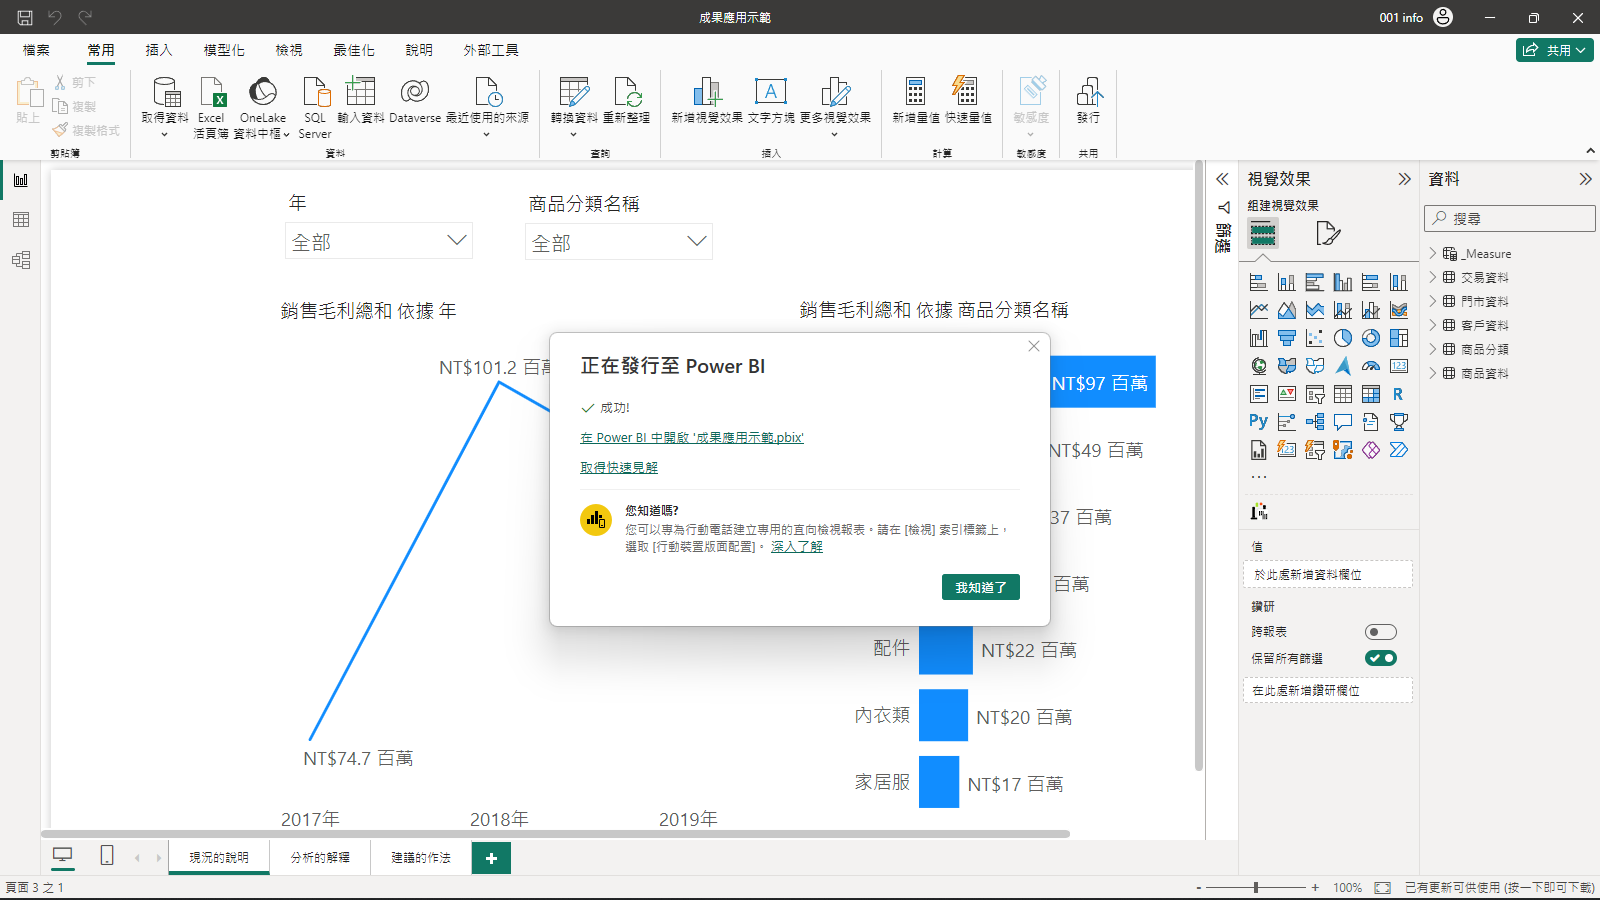 成果應用示範
001 info
檔案 常用 插入 模型化 檢視 最佳化 說明 外部工具
共用
貼上
剪下
複製
複製格式
剪貼簿
取得資料
Excel
活頁簿
OneLake
資料中樞
SQL
Server
輸入資料
Dataverse
最近使用的來源
資料
轉換資料
重新整理
查詢
新增視覺效果
文字方塊
更多視覺效果
插入
新增量值
快速量值
計算
敏感度
敏感度
發行
共用
年
全部
商品分類名稱
全部
銷售毛利總和 依據 年
NT$101.2 百萬
NT$74.7 百萬
2017年
2018年
2019年
銷售毛利總和 依據 商品分類名稱
NT$97 百萬
NT$49 百萬
37 百萬
百萬
配件
NT$22 百萬
內衣類
NT$20 百萬
家居服
NT$17 百萬
正在發行至 Power BI
成功!
在 Power BI 中開啟 '成果應用示範.pbix'
取得快速見解
您知道嗎?
您可以專為行動電話建立專用的直向檢視報表。請在 [檢視] 索引標籤上，
選取 [行動裝置版面配置]。 深入了解
我知道了
篩選
視覺效果
組建視覺效果
123
R
Py
123
值
於此處新增資料欄位
鑽研
跨報表
保留所有篩選
在此處新增鑽研欄位
資料
搜尋
_Measure
交易資料
門市資料
客戶資料
商品分類
商品資料
現況的說明
分析的解釋
建議的作法
頁面 3 之 1
100%
已有更新可供使用 (按一下即可下載)